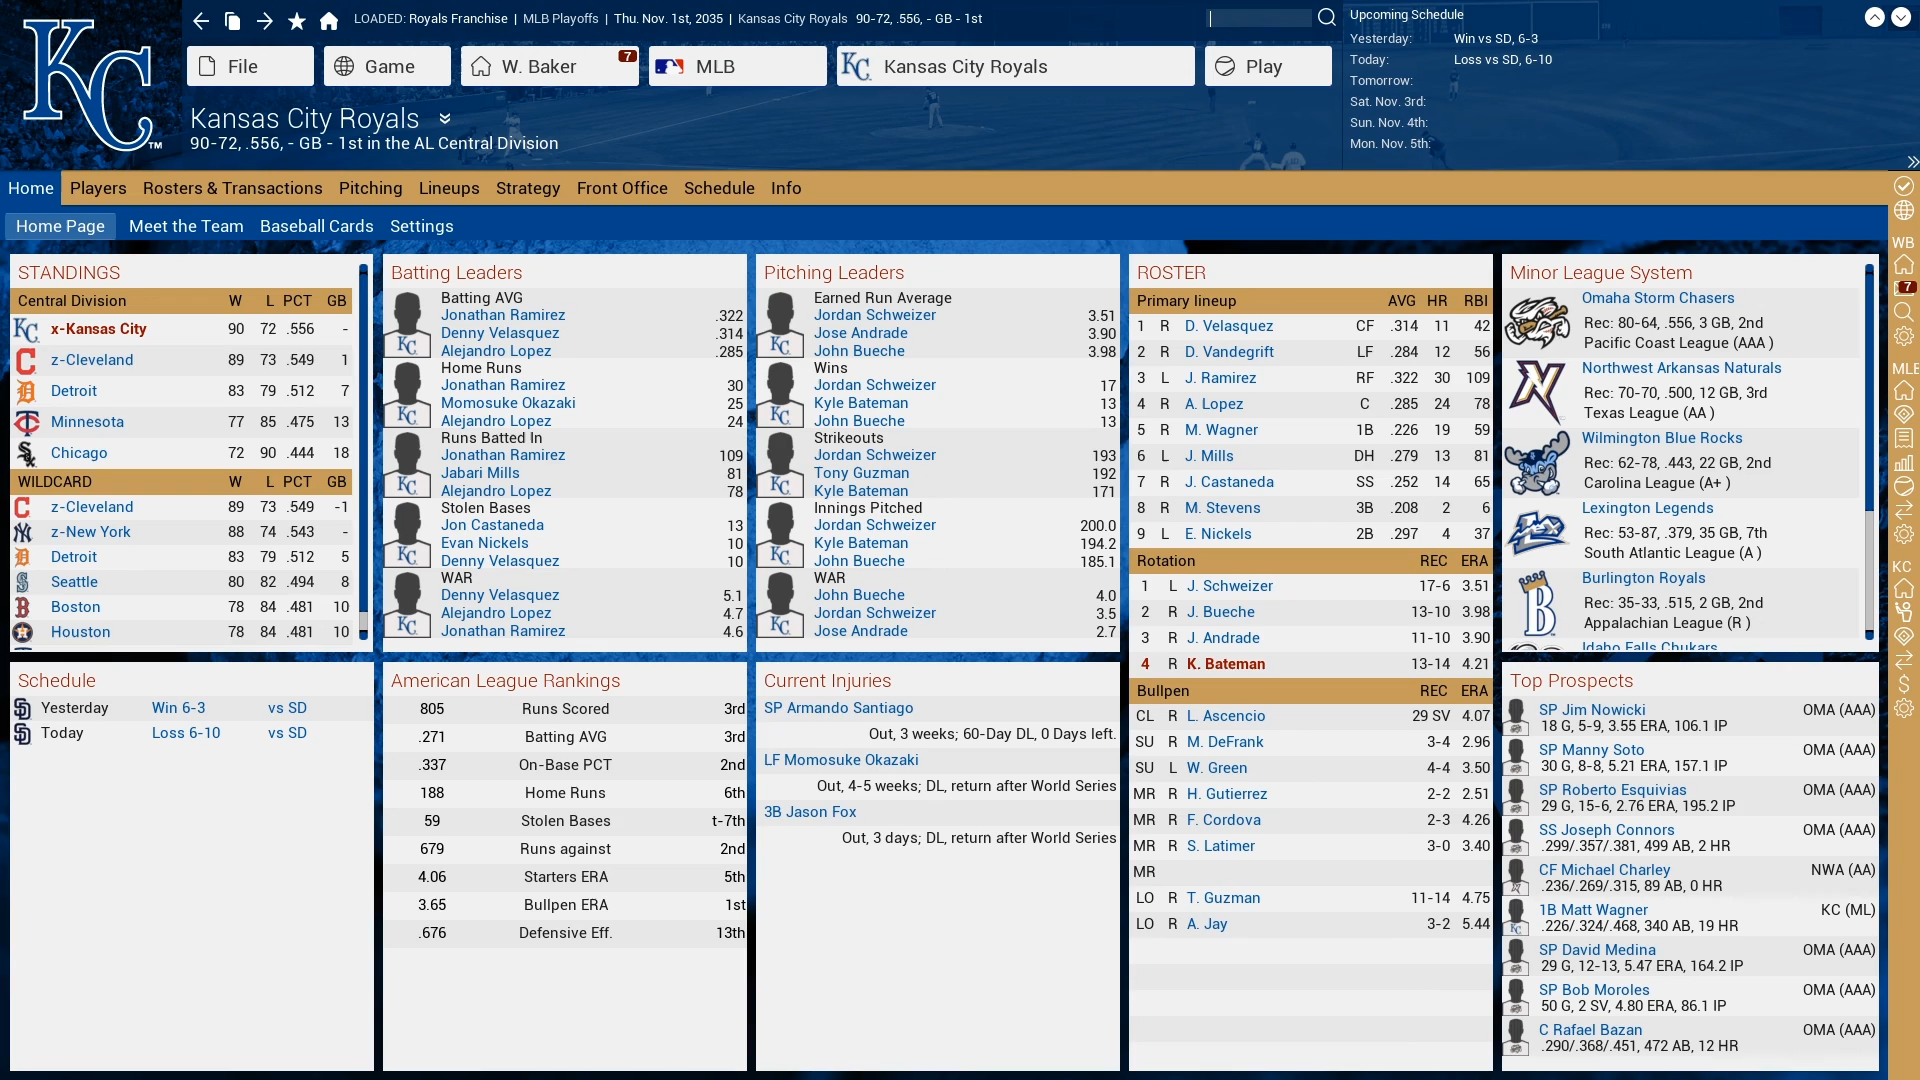 LOADED: Royals Franchise | MLB Playoffs | Thu. Nov. 1st, 2035 | Kansas City Royals 90-72, .556, - GB - 1st
File
Game
W. Baker
7
MLB
Kansas City Royals
Play
Upcoming Schedule
Yesterday: Win vs SD, 6-3
Today: Loss vs SD, 6-10
Tomorrow:
Sat. Nov. 3rd:
Sun. Nov. 4th:
Mon. Nov. 5th:
KC
TM
Kansas City Royals
90-72, .556, - GB - 1st in the AL Central Division
Home Players Rosters & Transactions Pitching Lineups Strategy Front Office Schedule Info
Home Page Meet the Team Baseball Cards Settings
STANDINGS
Central Division W L PCT GB
x-Kansas City 90 72 .556 -
z-Cleveland 89 73 .549 1
Detroit 83 79 .512 7
Minnesota 77 85 .475 13
Chicago 72 90 .444 18
WILDCARD W L PCT GB
z-Cleveland 89 73 .549 -1
z-New York 88 74 .543 -
Detroit 83 79 .512 5
Seattle 80 82 .494 8
Boston 78 84 .481 10
Houston 78 84 .481 10
Batting Leaders
Batting AVG
Jonathan Ramirez .322
Denny Velasquez .314
Alejandro Lopez .285
Home Runs
Jonathan Ramirez 30
Momosuke Okazaki 25
Alejandro Lopez 24
Runs Batted In
Jonathan Ramirez 109
Jabari Mills 81
Alejandro Lopez 78
Stolen Bases
Jon Castaneda 13
Evan Nickels 10
Denny Velasquez 10
WAR
Denny Velasquez 5.1
Alejandro Lopez 4.7
Jonathan Ramirez 4.6
Pitching Leaders
Earned Run Average
Jordan Schweizer 3.51
Jose Andrade 3.90
John Bueche 3.98
Wins
Jordan Schweizer 17
Kyle Bateman 13
John Bueche 13
Strikeouts
Jordan Schweizer 193
Tony Guzman 192
Kyle Bateman 171
Innings Pitched
Jordan Schweizer 200.0
Kyle Bateman 194.2
John Bueche 185.1
WAR
John Bueche 4.0
Jordan Schweizer 3.5
Jose Andrade 2.7
ROSTER
Primary lineup AVG HR RBI
1 R D. Velasquez CF .314 11 42
2 R D. Vandegrift LF .284 12 56
3 L J. Ramirez RF .322 30 109
4 R A. Lopez C .285 24 78
5 R M. Wagner 1B .226 19 59
6 L J. Mills DH .279 13 81
7 R J. Castaneda SS .252 14 65
8 R M. Stevens 3B .208 2 6
9 L E. Nickels 2B .297 4 37
Rotation REC ERA
1 L J. Schweizer 17-6 3.51
2 R J. Bueche 13-10 3.98
3 R J. Andrade 11-10 3.90
4 R K. Bateman 13-14 4.21
Bullpen REC ERA
CL R L. Ascencio 29 SV 4.07
SU R M. DeFrank 3-4 2.96
SU L W. Green 4-4 3.50
MR R H. Gutierrez 2-2 2.51
MR R F. Cordova 2-3 4.26
MR R S. Latimer 3-0 3.40
MR
LO R T. Guzman 11-14 4.75
LO R A. Jay 3-2 5.44
Minor League System
Omaha Storm Chasers
Rec: 80-64, .556, 3 GB, 2nd
Pacific Coast League (AAA )
Northwest Arkansas Naturals
Rec: 70-70, .500, 12 GB, 3rd
Texas League (AA )
Wilmington Blue Rocks
Rec: 62-78, .443, 22 GB, 2nd
Carolina League (A+ )
Lexington Legends
Rec: 53-87, .379, 35 GB, 7th
South Atlantic League (A )
Burlington Royals
Rec: 35-33, .515, 2 GB, 2nd
Appalachian League (R )
Idaho Falls Chukars
WB
7
MLB
KC
Schedule
Yesterday Win 6-3 vs SD
Today Loss 6-10 vs SD
American League Rankings
805 Runs Scored 3rd
.271 Batting AVG 3rd
.337 On-Base PCT 2nd
188 Home Runs 6th
59 Stolen Bases t-7th
679 Runs against 2nd
4.06 Starters ERA 5th
3.65 Bullpen ERA 1st
.676 Defensive Eff. 13th
Current Injuries
SP Armando Santiago
Out, 3 weeks; 60-Day DL, 0 Days left.
LF Momosuke Okazaki
Out, 4-5 weeks; DL, return after World Series
3B Jason Fox
Out, 3 days; DL, return after World Series
Top Prospects
SP Jim Nowicki OMA (AAA)
18 G, 5-9, 3.55 ERA, 106.1 IP
SP Manny Soto OMA (AAA)
30 G, 8-8, 5.21 ERA, 157.1 IP
SP Roberto Esquivias OMA (AAA)
29 G, 15-6, 2.76 ERA, 195.2 IP
SS Joseph Connors OMA (AAA)
.299/.357/.381, 499 AB, 2 HR
CF Michael Charley NWA (AA)
.236/.269/.315, 89 AB, 0 HR
1B Matt Wagner KC (ML)
.226/.324/.468, 340 AB, 19 HR
SP David Medina OMA (AAA)
29 G, 12-13, 5.47 ERA, 164.2 IP
SP Bob Moroles OMA (AAA)
50 G, 2 SV, 4.80 ERA, 86.1 IP
C Rafael Bazan OMA (AAA)
.290/.368/.451, 472 AB, 12 HR